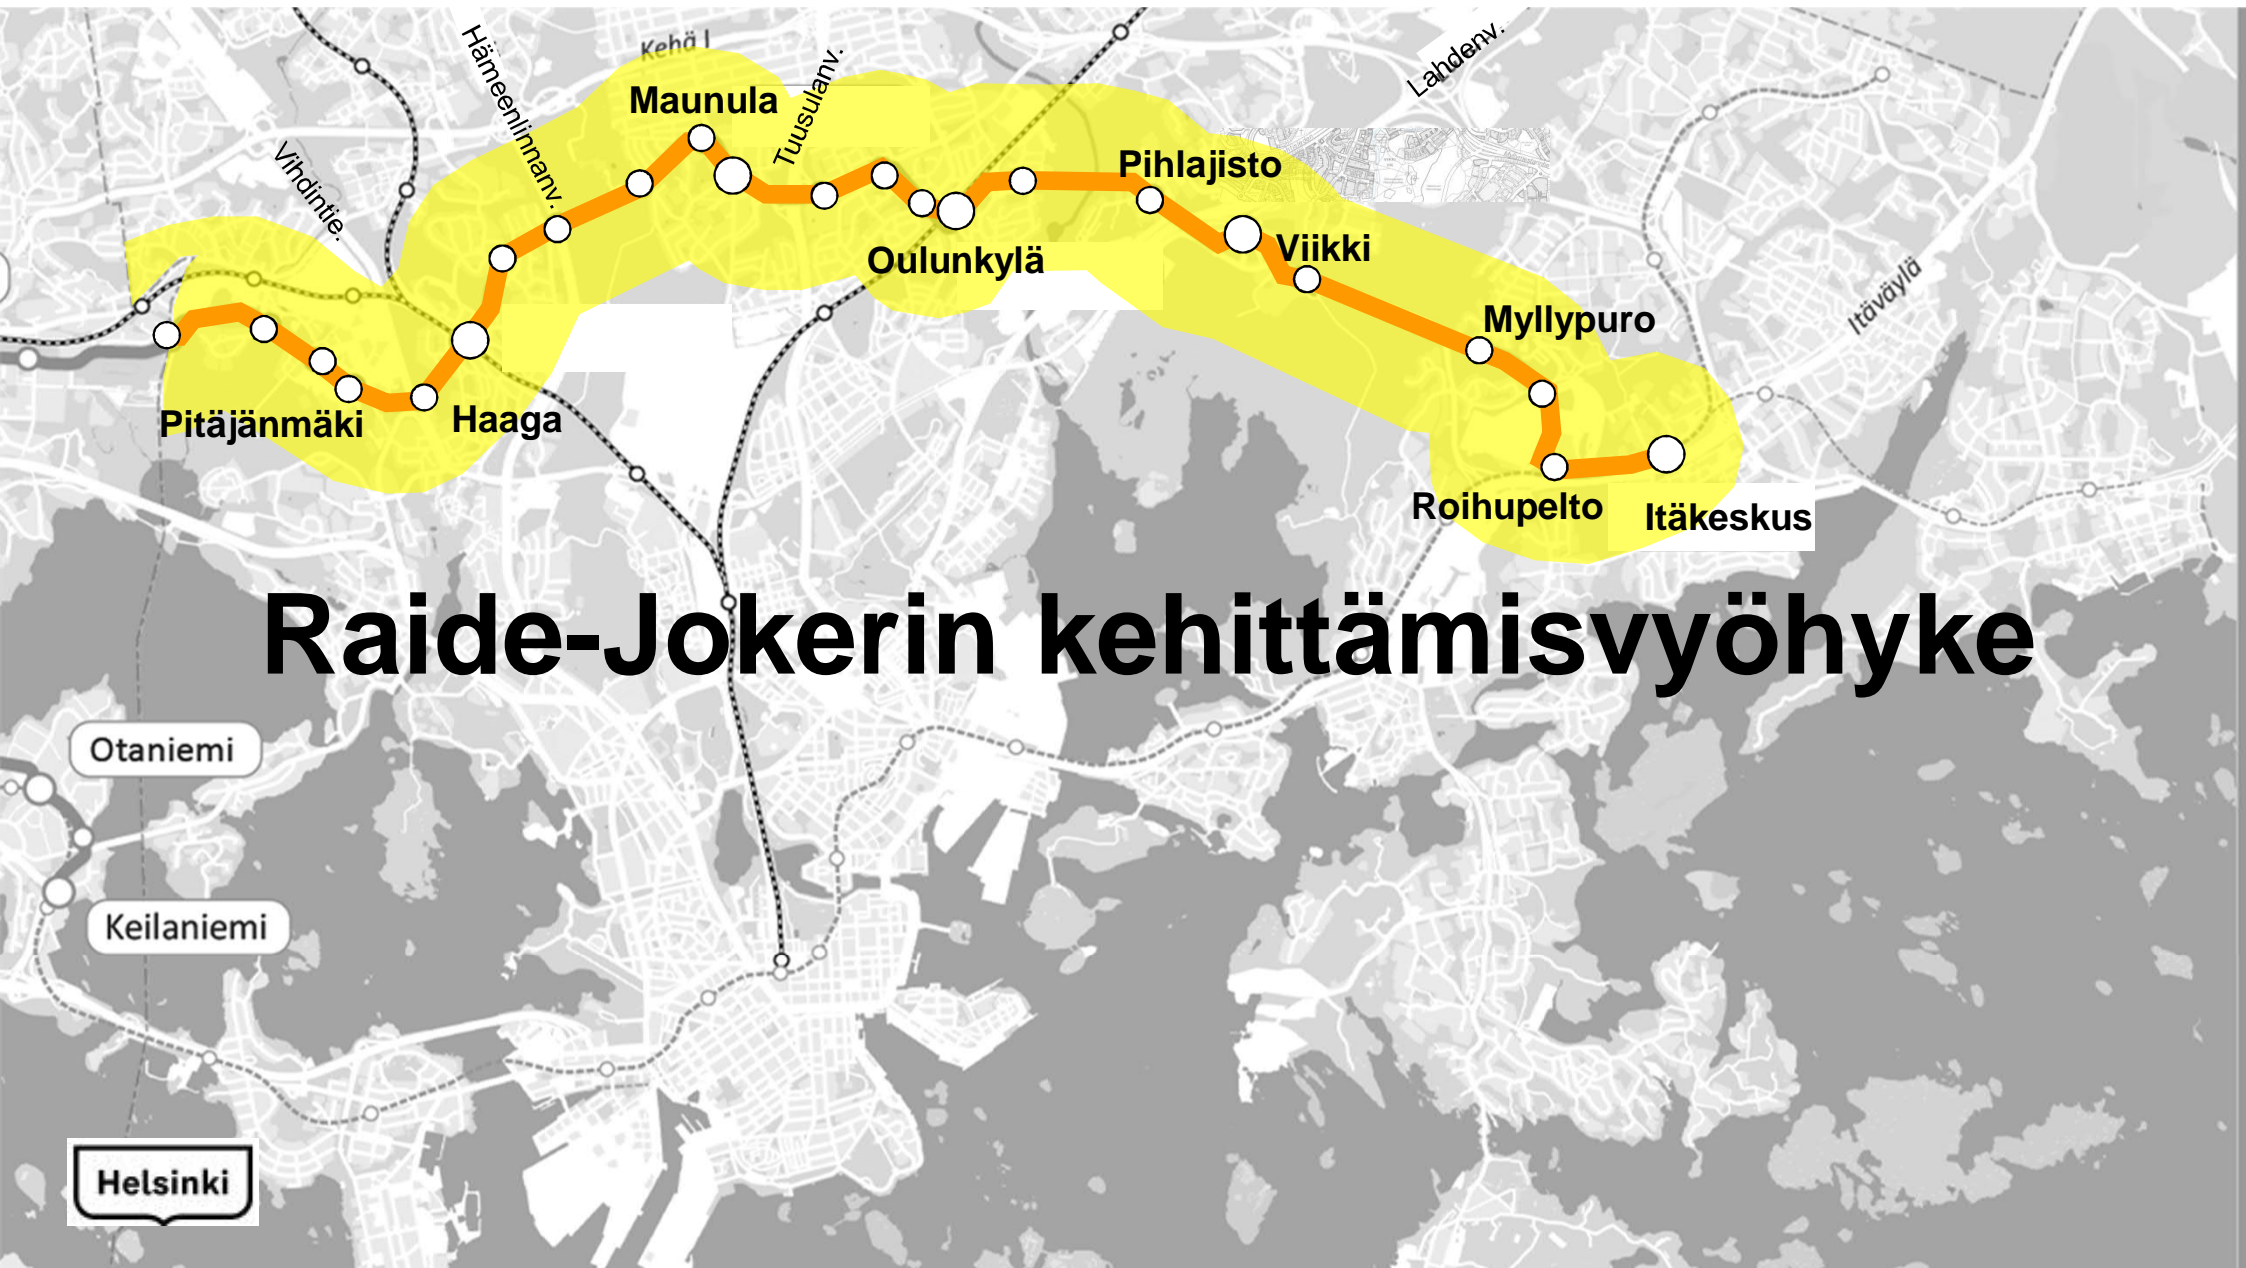 Kehä I
Hämeenlinnanv.
Tuusulanv.
Lahdenv.
Maunula
Vihdintie.
Pihlajisto
Oulunkylä
Viikki
Itäväylä
Myllypuro
Pitäjänmäki
Haaga
Roihupelto
Itäkeskus
Raide-Jokerin kehittämisvyöhyke
Otaniemi
Keilaniemi
Helsinki